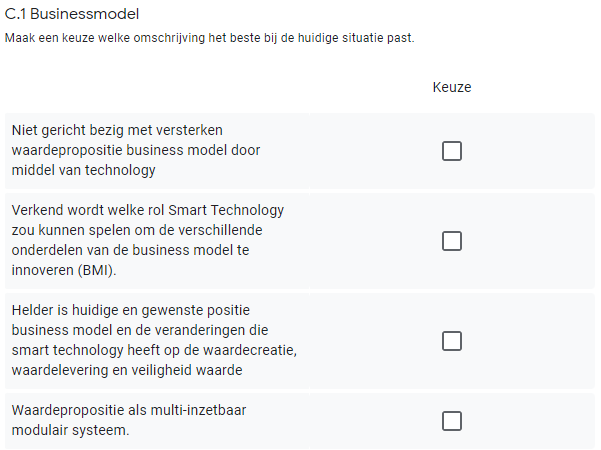 C.1 Businessmodel
Maak een keuze welke omschrijving het beste bij de huidige situatie past.
Keuze
Niet gericht bezig met versterken
waardepropositie business model door
middel van technology
Verkend wordt welke rol Smart Technology
zou kunnen spelen om de verschillende
onderdelen van de business model te
innoveren (BMI).
Helder is huidige en gewenste positie
business model en de veranderingen die
smart technology heeft op de waardecreatie,
waardelevering en veiligheid waarde
Waardepropositie als multi-inzetbaar
modulair systeem.